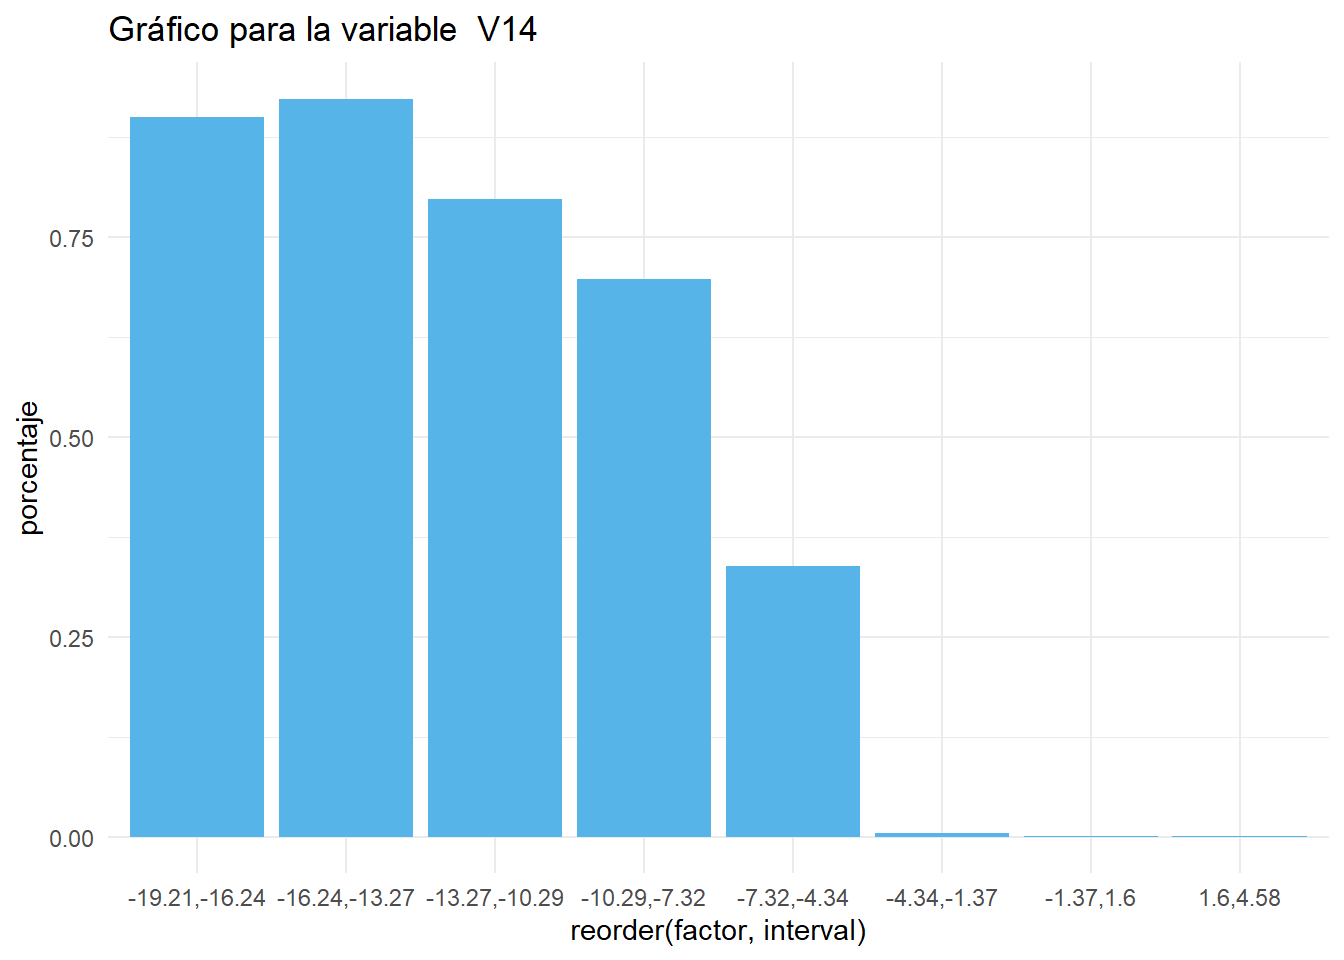 Gráfico para la variable  V14
porcentaje
0.75
0.50
0.25
0.00
-19.21,-16.24 -16.24,-13.27 -13.27,-10.29 -10.29,-7.32 -7.32,-4.34 -4.34,-1.37 -1.37,1.6 1.6,4.58
reorder(factor, interval)